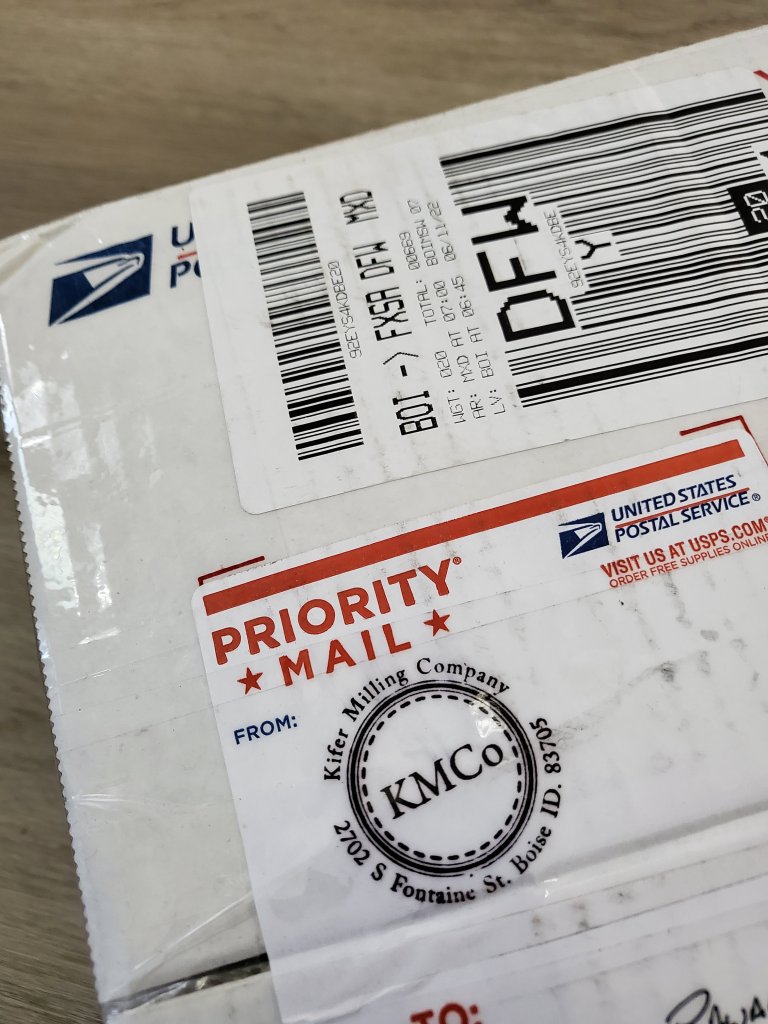 92EYS4KDBE20
BOI -> FXSA DFW MXD
WGT: 020 TOTAL: 00669
AR: MXD AT 07:00 BOIMSW 07
LV: BOI AT 06:45 06/11/22
DFW
92EYS4KDBE
Y
20
PRIORITY®
MAIL
UNITED STATES
POSTAL SERVICE®
VISIT US AT USPS.COM®
ORDER FREE SUPPLIES ONLINE
FROM:
Kifer Milling Company
KMCo
2702 S Fontaine St. Boise ID. 83705
TO: